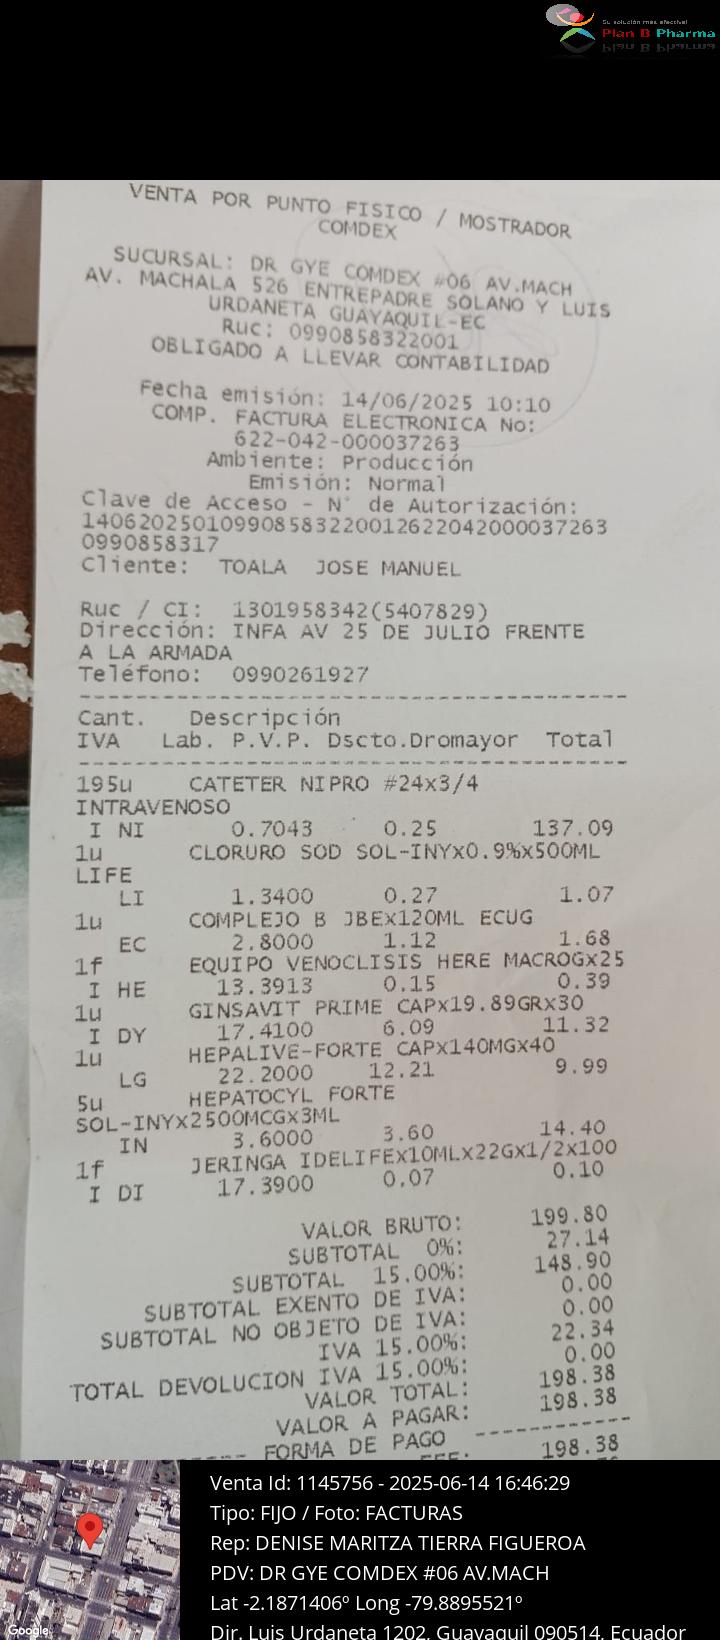 Su solución más efectiva!
Plan B Pharma
VENTA POR PUNTO FISICO / MOSTRADOR
COMDEX
SUCURSAL: DR GYE COMDEX #06 AV.MACH
AV. MACHALA 526 ENTREPADRE SOLANO Y LUIS
URDANETA GUAYAQUIL-EC
Ruc: 0990858322001
OBLIGADO A LLEVAR CONTABILIDAD
Fecha emisión: 14/06/2025 10:10
COMP. FACTURA ELECTRONICA No:
622-042-000037263
Ambiente: Producción
Emisión: Normal
Clave de Acceso - N° de Autorización:
140620250109908583220012622042000037263
0990858317
Cliente: TOALA JOSE MANUEL
Ruc / CI: 1301958342(5407829)
Dirección: INFA AV 25 DE JULIO FRENTE
A LA ARMADA
Teléfono: 0990261927
----------------------------------------
Cant. Descripción
IVA Lab. P.V.P. Dscto.Dromayor Total
----------------------------------------
195u CATETER NIPRO #24x3/4
INTRAVENOSO
I NI 0.7043 0.25 137.09
1u CLORURO SOD SOL-INYx0.9%x500ML
LIFE
LI 1.3400 0.27 1.07
1u COMPLEJO B JBEx120ML ECUG
EC 2.8000 1.12 1.68
1f EQUIPO VENOCLISIS HERE MACROGx25
I HE 13.3913 0.15 0.39
1u GINSAVIT PRIME CAPx19.89GRx30
I DY 17.4100 6.09 11.32
1u HEPALIVE-FORTE CAPx140MGx40
LG 22.2000 12.21 9.99
5u HEPATOCYL FORTE
SOL-INYx2500MCGx3ML
IN 3.6000 3.60 14.40
1f JERINGA IDELIFEx10MLx22Gx1/2x100
I DI 17.3900 0.07 0.10
VALOR BRUTO: 199.80
SUBTOTAL 0%: 27.14
SUBTOTAL 15.00%: 148.90
SUBTOTAL EXENTO DE IVA: 0.00
SUBTOTAL NO OBJETO DE IVA: 0.00
IVA 15.00%: 22.34
TOTAL DEVOLUCION IVA 15.00%: 0.00
VALOR TOTAL: 198.38
VALOR A PAGAR: 198.38
---- FORMA DE PAGO ------------
198.38
Venta Id: 1145756 - 2025-06-14 16:46:29
Tipo: FIJO / Foto: FACTURAS
Rep: DENISE MARITZA TIERRA FIGUEROA
PDV: DR GYE COMDEX #06 AV.MACH
Lat -2.1871406º Long -79.8895521º
Google
Dir. Luis Urdaneta 1202, Guayaquil 090514, Ecuador